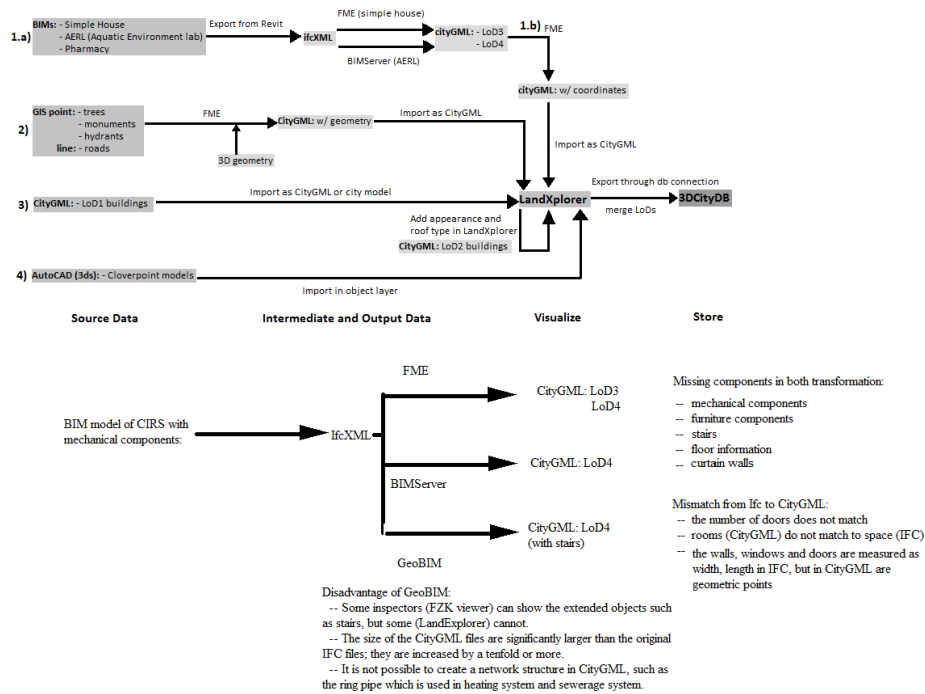 BIMs: - Simple House
1.a) - AERL (Aquatic Environment lab)
- Pharmacy
Export from Revit
ifcXML
FME (simple house)
BIMServer (AERL)
cityGML: - LoD3
- LoD4
1.b) FME
cityGML: w/ coordinates
Import as CityGML
2)
GIS point: - trees
- monuments
- hydrants
line: - roads
FME
3D geometry
CityGML: w/ geometry
Import as CityGML
3) CityGML: - LoD1 buildings
Import as CityGML or city model
LandXplorer
Export through db connection
merge LoDs
3DCityDB
Add appearance and
roof type in LandXplorer
CityGML: LoD2 buildings
4) AutoCAD (3ds): - Cloverpoint models
Import in object layer
Source Data
Intermediate and Output Data
Visualize
Store
BIM model of CIRS with
mechanical components:
IfcXML
FME
CityGML: LoD3
LoD4
BIMServer
CityGML: LoD4
GeoBIM
CityGML: LoD4
(with stairs)
Missing components in both transformation:
-- mechanical components
-- furniture components
-- stairs
-- floor information
-- curtain walls
Mismatch from Ifc to CityGML:
-- the number of doors does not match
-- rooms (CityGML) do not match to space (IFC)
-- the walls, windows and doors are measured as
width, length in IFC, but in CityGML are
geometric points
Disadvantage of GeoBIM:
-- Some inspectors (FZK viewer) can show the extended objects such
as stairs, but some (LandExplorer) cannot.
-- The size of the CityGML files are significantly larger than the original
IFC files; they are increased by a tenfold or more.
-- It is not possible to create a network structure in CityGML, such as
the ring pipe which is used in heating system and sewerage system.